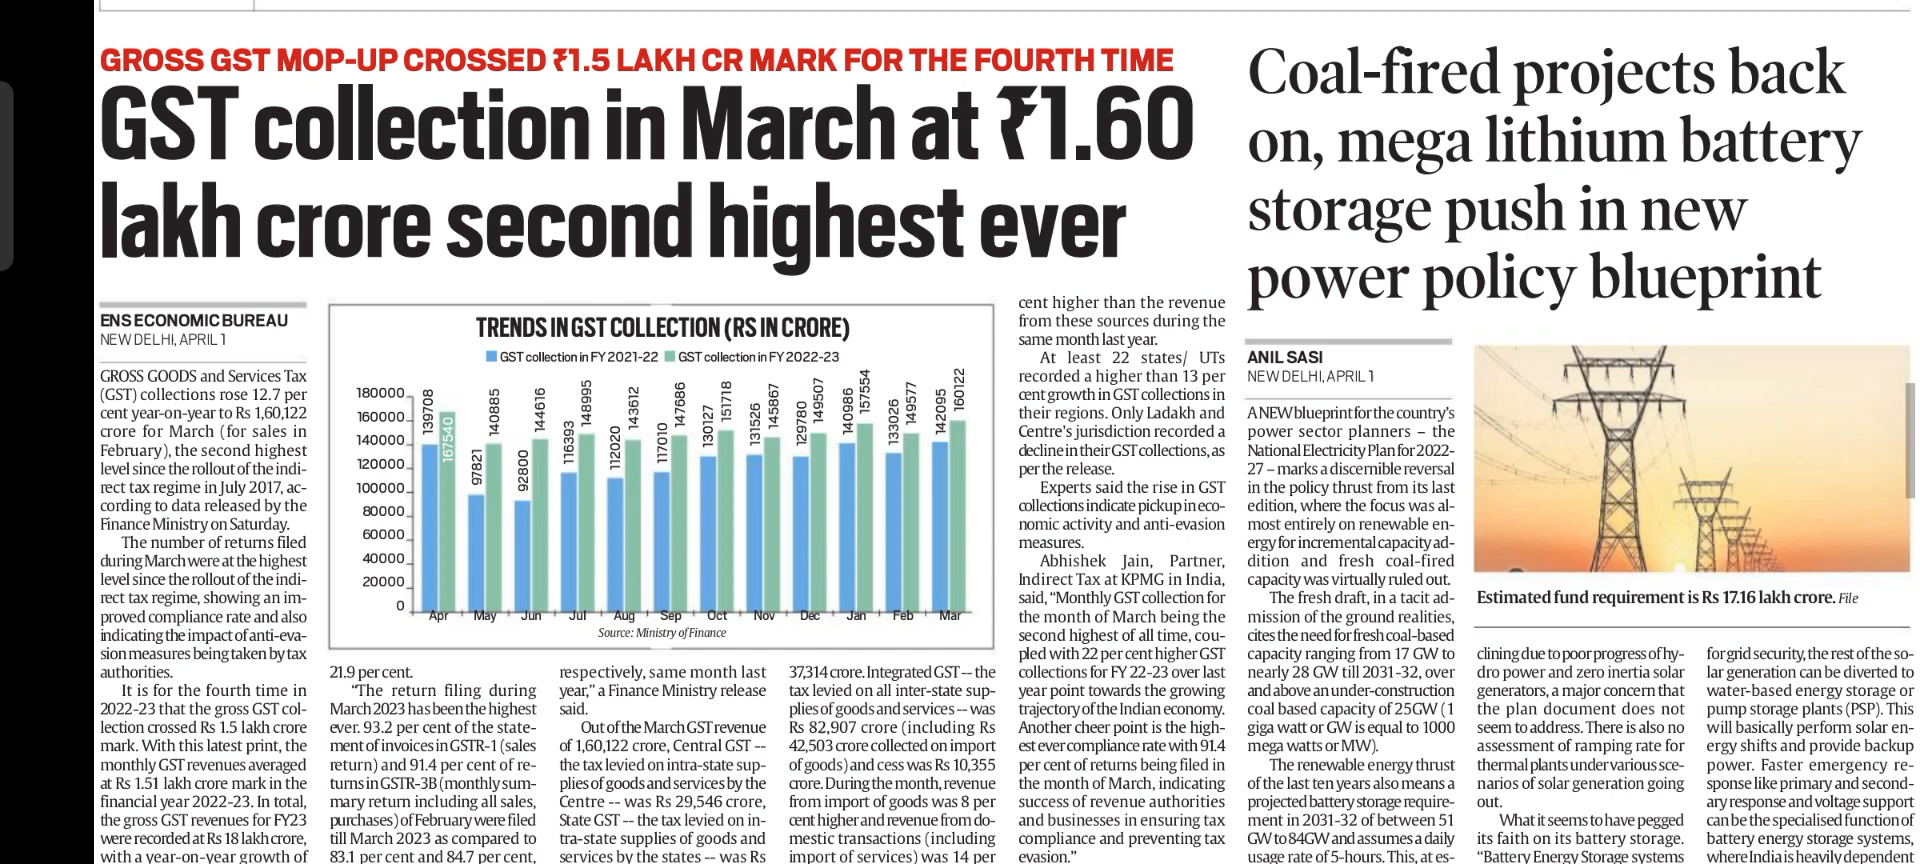 GROSS GST MOP-UP CROSSED ₹1.5 LAKH CR MARK FOR THE FOURTH TIME
GST collection in March at ₹1.60
lakh crore second highest ever
ENS ECONOMIC BUREAU
NEW DELHI, APRIL 1
GROSS GOODS and Services Tax
(GST) collections rose 12.7 per
cent year-on-year to Rs 1,60,122
crore for March (for sales in
February), the second highest
level since the rollout of the indi-
rect tax regime in July 2017, ac-
cording to data released by the
Finance Ministry on Saturday.
The number of returns filed
during March were at the highest
level since the rollout of the indi-
rect tax regime, showing an im-
proved compliance rate and also
indicating the impact of anti-eva-
sion measures being taken by tax
authorities.
It is for the fourth time in
2022-23 that the gross GST col-
lection crossed Rs 1.5 lakh crore
mark. With this latest print, the
monthly GST revenues averaged
at Rs 1.51 lakh crore mark in the
financial year 2022-23. In total,
the gross GST revenues for FY23
were recorded at Rs 18 lakh crore,
with a year-on-year growth of
TRENDS IN GST COLLECTION (RS IN CRORE)
GST collection in FY 2021-22 GST collection in FY 2022-23
180000
160000
140000
120000
100000
80000
60000
40000
20000
0
139708
167540
97821
140885
92800
144616
116393
148995
112020
143612
117010
147686
130127
151718
131526
145867
129780
149507
140986
157554
133026
149577
142095
160122
Apr May Jun Jul Aug Sep Oct Nov Dec Jan Feb Mar
Source: Ministry of Finance
21.9 per cent.
"The return filing during
March 2023 has been the highest
ever. 93.2 per cent of the state-
ment of invoices in GSTR-1 (sales
return) and 91.4 per cent of re-
turns in GSTR-3B (monthly sum-
mary return including all sales,
purchases) of February were filed
till March 2023 as compared to
83.1 per cent and 84.7 per cent,
respectively, same month last
year," a Finance Ministry release
said.
Out of the March GST revenue
of 1,60,122 crore, Central GST --
the tax levied on intra-state sup-
plies of goods and services by the
Centre -- was Rs 29,546 crore,
State GST -- the tax levied on in-
tra-state supplies of goods and
services by the states -- was Rs
37,314 crore. Integrated GST -- the
tax levied on all inter-state sup-
plies of goods and services -- was
Rs 82,907 crore (including Rs
42,503 crore collected on import
of goods) and cess was Rs 10,355
crore. During the month, revenue
from import of goods was 8 per
cent higher and revenue from do-
mestic transactions (including
import of services) was 14 per
cent higher than the revenue
from these sources during the
same month last year.
At least 22 states/ UTs
recorded a higher than 13 per
cent growth in GST collections in
their regions. Only Ladakh and
Centre's jurisdiction recorded a
decline in their GST collections, as
per the release.
Experts said the rise in GST
collections indicate pickup in eco-
nomic activity and anti-evasion
measures.
Abhishek Jain, Partner,
Indirect Tax at KPMG in India,
said, "Monthly GST collection for
the month of March being the
second highest of all time, cou-
pled with 22 per cent higher GST
collections for FY 22-23 over last
year point towards the growing
trajectory of the Indian economy.
Another cheer point is the high-
est ever compliance rate with 91.4
per cent of returns being filed in
the month of March, indicating
success of revenue authorities
and businesses in ensuring tax
compliance and preventing tax
evasion."
Coal-fired projects back
on, mega lithium battery
storage push in new
power policy blueprint
ANIL SASI
NEW DELHI, APRIL 1
A NEW blueprint for the country's
power sector planners – the
National Electricity Plan for 2022-
27 – marks a discernible reversal
in the policy thrust from its last
edition, where the focus was al-
most entirely on renewable en-
ergy for incremental capacity ad-
dition and fresh coal-fired
capacity was virtually ruled out.
The fresh draft, in a tacit ad-
mission of the ground realities,
cites the need for fresh coal-based
capacity ranging from 17 GW to
nearly 28 GW till 2031-32, over
and above an under-construction
coal based capacity of 25GW (1
giga watt or GW is equal to 1000
mega watts or MW).
The renewable energy thrust
of the last ten years also means a
projected battery storage require-
ment in 2031-32 of between 51
GW to 84GW and assumes a daily
usage rate of 5-hours. This, at es-
Estimated fund requirement is Rs 17.16 lakh crore. File
clining due to poor progress of hy-
dro power and zero inertia solar
generators, a major concern that
the plan document does not
seem to address. There is also no
assessment of ramping rate for
thermal plants under various sce-
narios of solar generation going
out.
What it seems to have pegged
its faith on its battery storage.
"Battery Energy Storage systems
for grid security, the rest of the so-
lar generation can be diverted to
water-based energy storage or
pump storage plants (PSP). This
will basically perform solar en-
ergy shifts and provide backup
power. Faster emergency re-
sponse like primary and second-
ary response and voltage support
can be the specialised function of
battery energy storage systems,
where India is heavily dependent